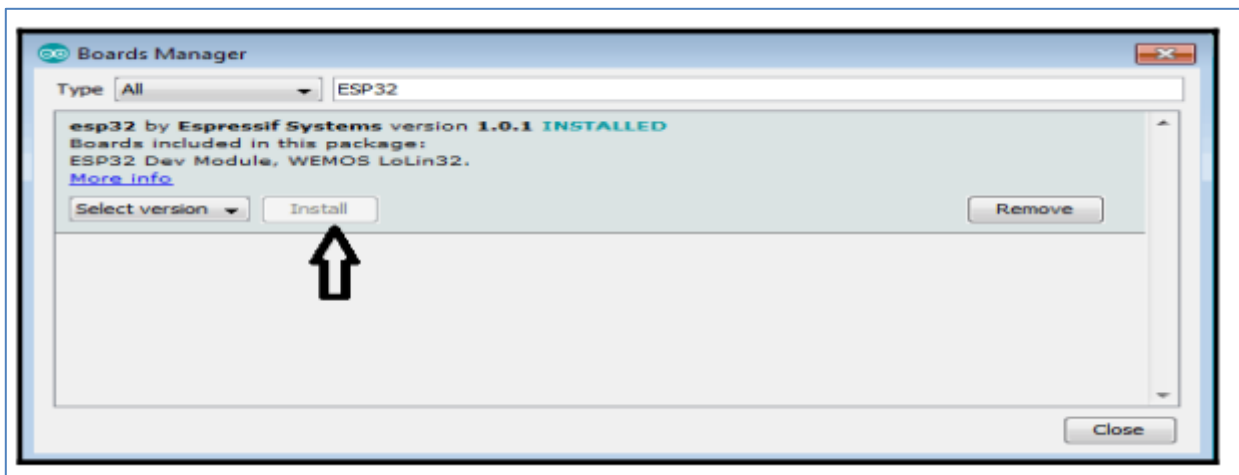 Boards Manager
Type All ESP32
esp32 by Espressif Systems version 1.0.1 INSTALLED
Boards included in this package:
ESP32 Dev Module, WEMOS LoLin32.
More info
Select version Install Remove
Close